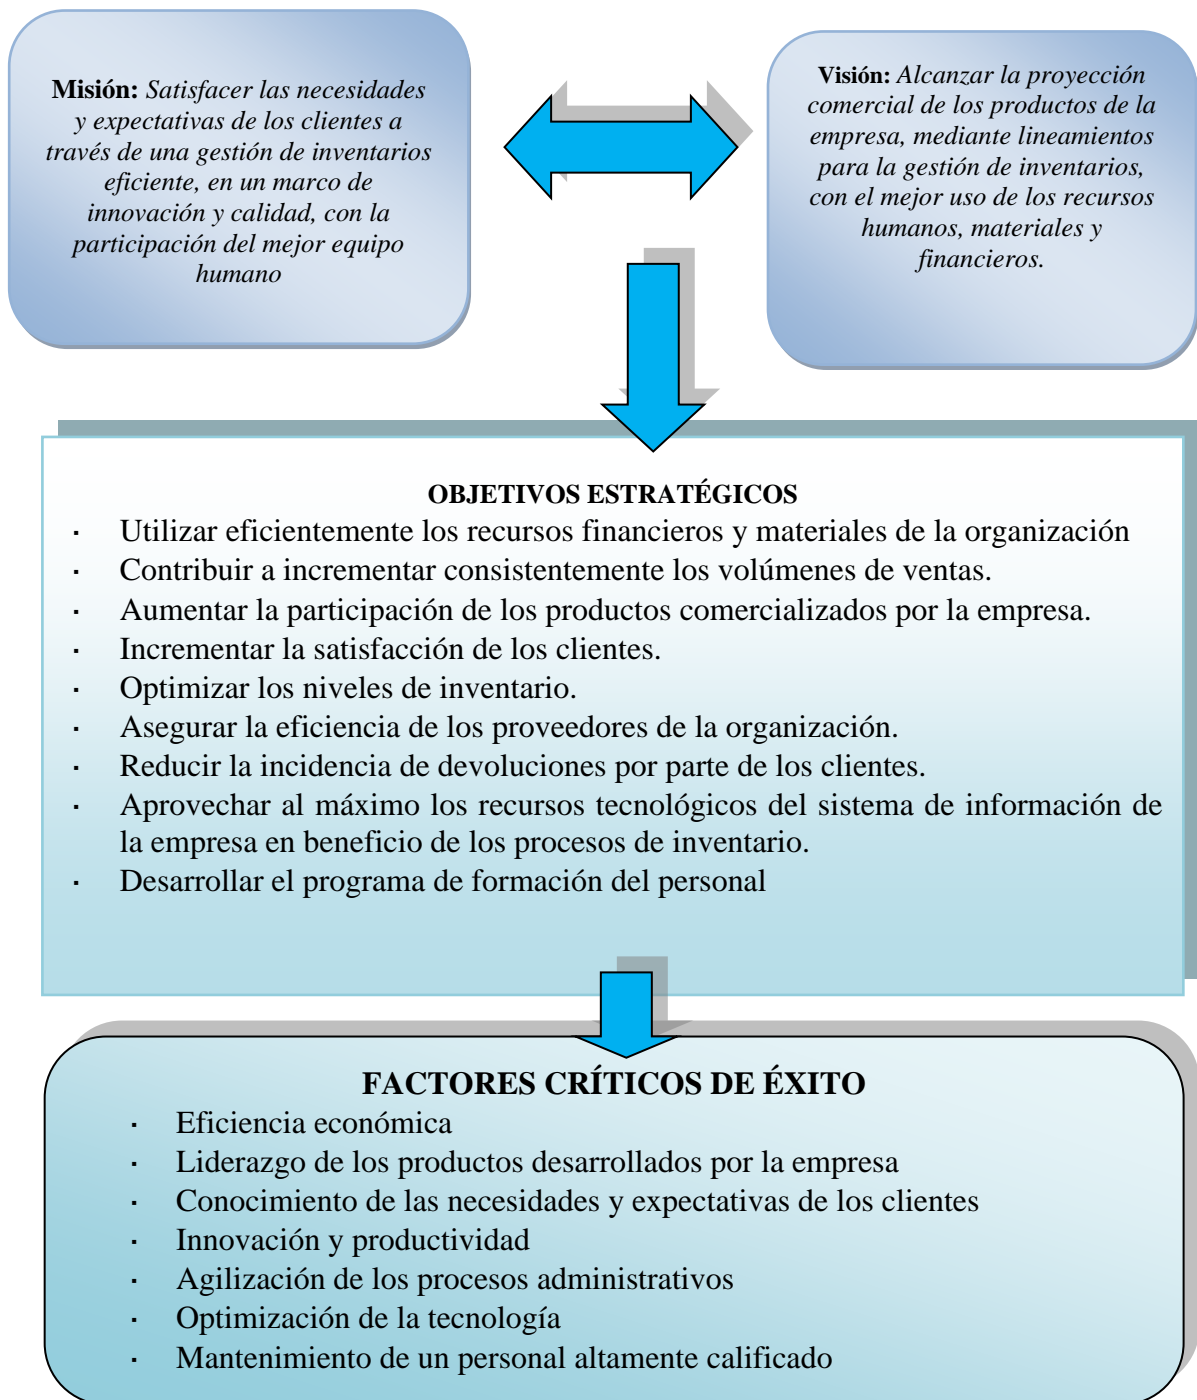 Misión: Satisfacer las necesidades
y expectativas de los clientes a
través de una gestión de inventarios
eficiente, en un marco de
innovación y calidad, con la
participación del mejor equipo
humano
Visión: Alcanzar la proyección
comercial de los productos de la
empresa, mediante lineamientos
para la gestión de inventarios,
con el mejor uso de los recursos
humanos, materiales y
financieros.
OBJETIVOS ESTRATÉGICOS
· Utilizar eficientemente los recursos financieros y materiales de la organización
· Contribuir a incrementar consistentemente los volúmenes de ventas.
· Aumentar la participación de los productos comercializados por la empresa.
· Incrementar la satisfacción de los clientes.
· Optimizar los niveles de inventario.
· Asegurar la eficiencia de los proveedores de la organización.
· Reducir la incidencia de devoluciones por parte de los clientes.
· Aprovechar al máximo los recursos tecnológicos del sistema de información de
la empresa en beneficio de los procesos de inventario.
· Desarrollar el programa de formación del personal
FACTORES CRÍTICOS DE ÉXITO
· Eficiencia económica
· Liderazgo de los productos desarrollados por la empresa
· Conocimiento de las necesidades y expectativas de los clientes
· Innovación y productividad
· Agilización de los procesos administrativos
· Optimización de la tecnología
· Mantenimiento de un personal altamente calificado